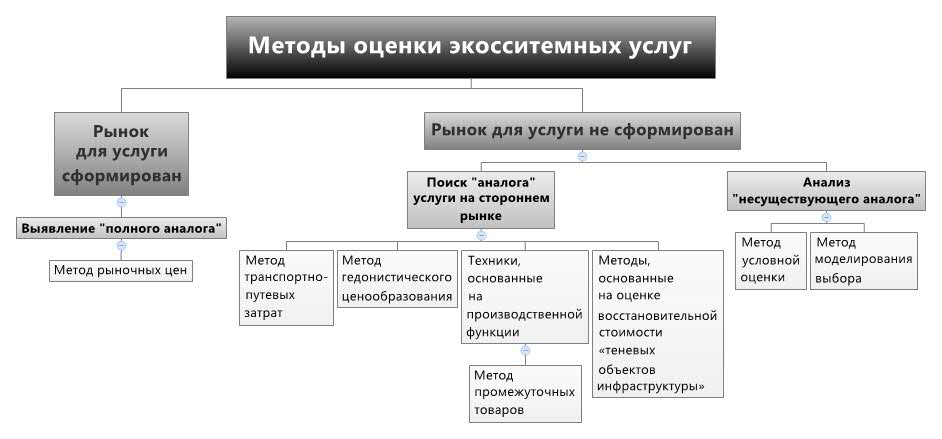 Методы оценки экосситемных услуг
Рынок
для услуги
сформирован
Рынок для услуги не сформирован
Выявление "полного аналога"
Метод рыночных цен
Поиск "аналога"
услуги на стороннем
рынке
Анализ
"несуществующего аналога"
Метод
транспортно-
путевых
затрат
Метод
гедонистического
ценообразования
Техники,
основанные
на
производственной
функции
Метод
промежуточных
товаров
Методы,
основанные
на оценке
восстановительной
стоимости
«теневых
объектов
инфраструктуры»
Метод
условной
оценки
Метод
моделирования
выбора